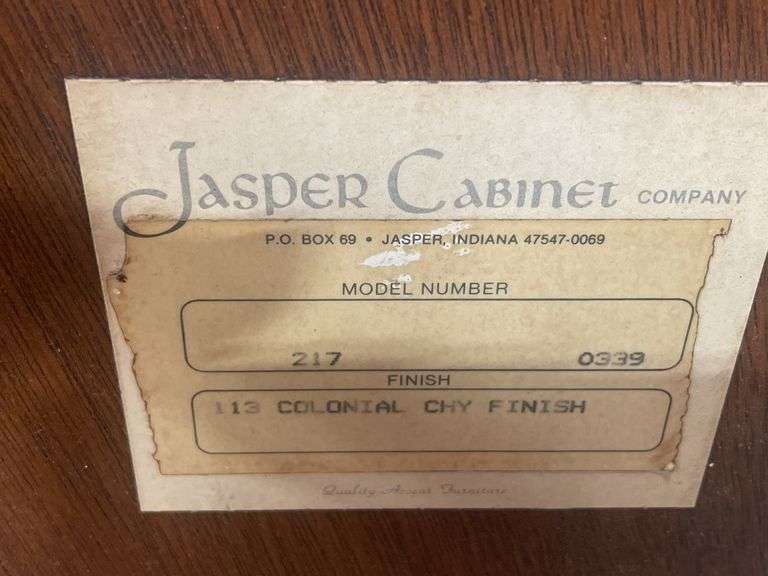 Jasper Cabinet COMPANY
P.O. BOX 69 • JASPER, INDIANA 47547-0069
MODEL NUMBER
217 0339
FINISH
113 COLONIAL CHY FINISH
Quality Accent Furniture